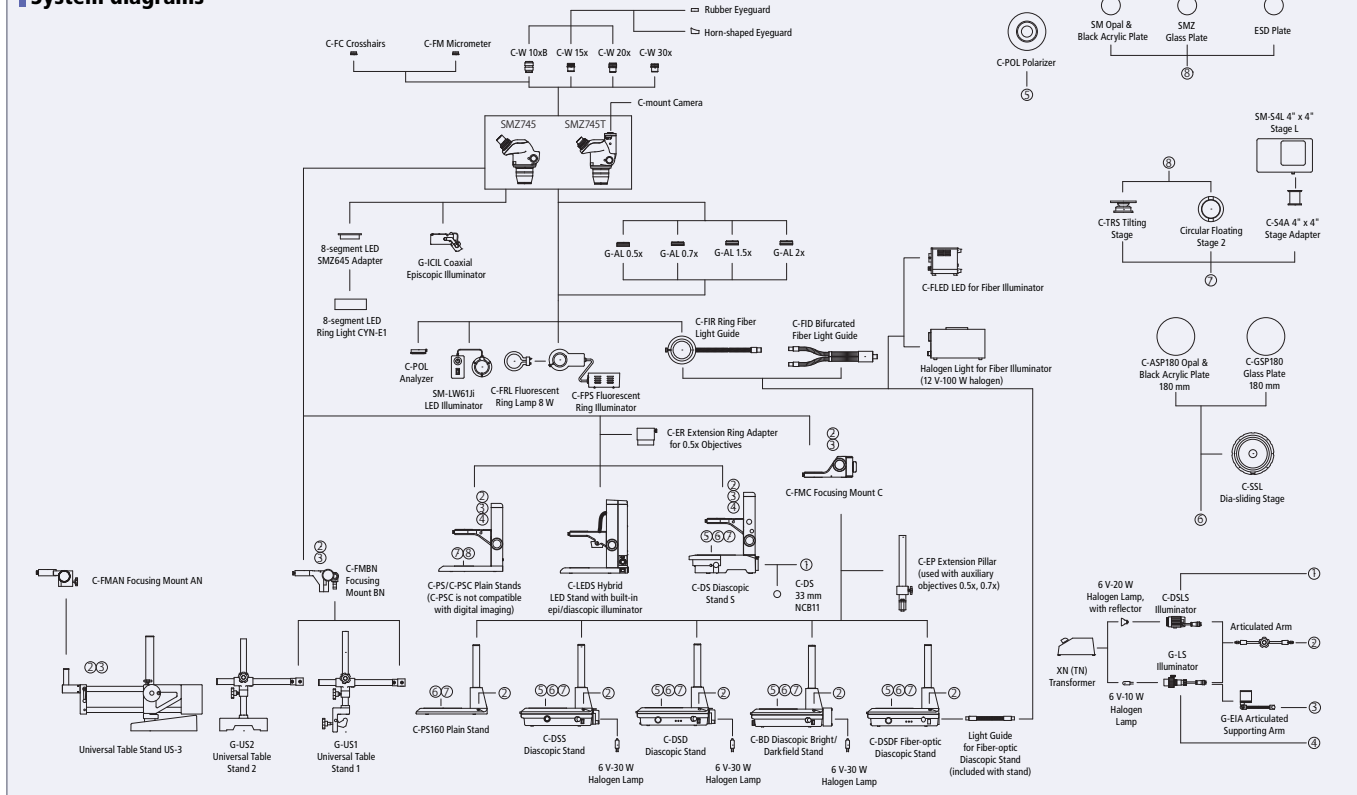 System diagrams
Rubber Eyeguard
Horn-shaped Eyeguard
C-FC Crosshairs
C-FM Micrometer
C-W 10xB
C-W 15x
C-W 20x
C-W 30x
C-mount Camera
SMZ745
SMZ745T
C-POL Polarizer
⑤
SM Opal &
Black Acrylic Plate
SMZ
Glass Plate
ESD Plate
⑧
SM-S4L 4" x 4"
Stage L
⑧
C-TRS Tilting
Stage
Circular Floating
Stage 2
C-S4A 4" x 4"
Stage Adapter
⑦
8-segment LED
SMZ645 Adapter
G-ICIL Coaxial
Episcopic Illuminator
8-segment LED
Ring Light CYN-E1
G-AL 0.5x
G-AL 0.7x
G-AL 1.5x
G-AL 2x
C-FLED LED for Fiber Illuminator
C-FIR Ring Fiber
Light Guide
C-FID Bifurcated
Fiber Light Guide
Halogen Light for Fiber Illuminator
(12 V-100 W halogen)
C-POL
Analyzer
SM-LW61Ji
LED Illuminator
C-FRL Fluorescent
Ring Lamp 8 W
C-FPS Fluorescent
Ring Illuminator
C-ASP180 Opal &
Black Acrylic Plate
180 mm
C-GSP180
Glass Plate
180 mm
C-SSL
Dia-sliding Stage
⑥
C-ER Extension Ring Adapter
for 0.5x Objectives
②
③
C-FMC Focusing Mount C
②
③
④
⑦⑧
C-PS/C-PSC Plain Stands
(C-PSC is not compatible
with digital imaging)
C-LEDS Hybrid
LED Stand with built-in
epi/diascopic illuminator
②
③
④
⑤⑥⑦
C-DS Diascopic
Stand S
①
C-DS
33 mm
NCB11
C-EP Extension Pillar
(used with auxiliary
objectives 0.5x, 0.7x)
C-FMAN Focusing Mount AN
②
③
C-FMBN
Focusing
Mount BN
②③
Universal Table Stand US-3
G-US2
Universal Table
Stand 2
G-US1
Universal Table
Stand 1
⑥⑦
②
C-PS160 Plain Stand
⑤⑥⑦
②
C-DSS
Diascopic Stand
6 V-30 W
Halogen Lamp
⑤⑥⑦
②
C-DSD
Diascopic Stand
6 V-30 W
Halogen Lamp
⑤⑥⑦
②
C-BD Diascopic Bright/
Darkfield Stand
6 V-30 W
Halogen Lamp
⑤⑥⑦
②
C-DSDF Fiber-optic
Diascopic Stand
Light Guide
for Fiber-optic
Diascopic Stand
(included with stand)
XN (TN)
Transformer
6 V-20 W
Halogen Lamp,
with reflector
6 V-10 W
Halogen
Lamp
C-DSLS
Illuminator
G-LS
Illuminator
①
Articulated Arm
②
G-EIA Articulated
Supporting Arm
③
④